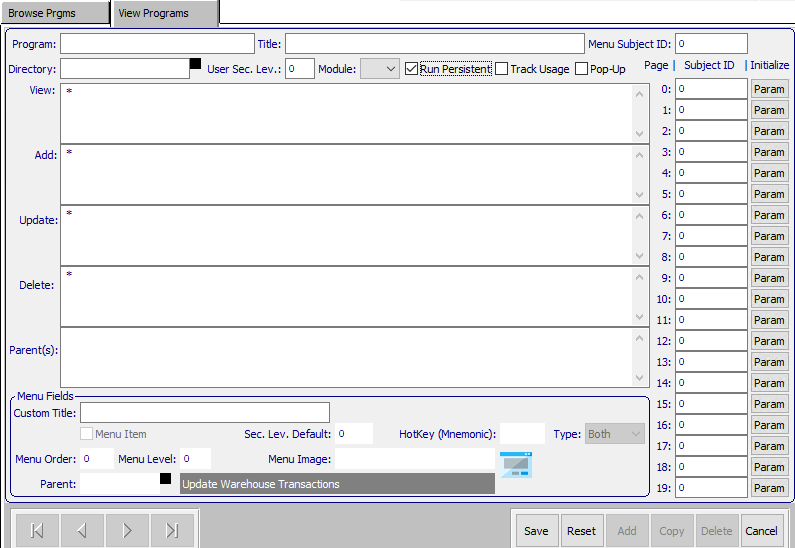 Browse Prgms View Programs
Program: Title: Menu Subject ID: 0
Directory: User Sec. Lev.: 0 Module: Run Persistent Track Usage Pop-Up Page | Subject ID | Initialize
View: * 0: 0 Param
1: 0 Param
2: 0 Param
Add: * 3: 0 Param
4: 0 Param
5: 0 Param
Update: * 6: 0 Param
7: 0 Param
8: 0 Param
Delete: * 9: 0 Param
10: 0 Param
11: 0 Param
Parent(s): 12: 0 Param
13: 0 Param
14: 0 Param
Menu Fields
Custom Title: 15: 0 Param
Menu Item Sec. Lev. Default: 0 HotKey (Mnemonic): Type: Both 16: 0 Param
17: 0 Param
Menu Order: 0 Menu Level: 0 Menu Image: 18: 0 Param
Parent: Update Warehouse Transactions 19: 0 Param
Save Reset Add Copy Delete Cancel